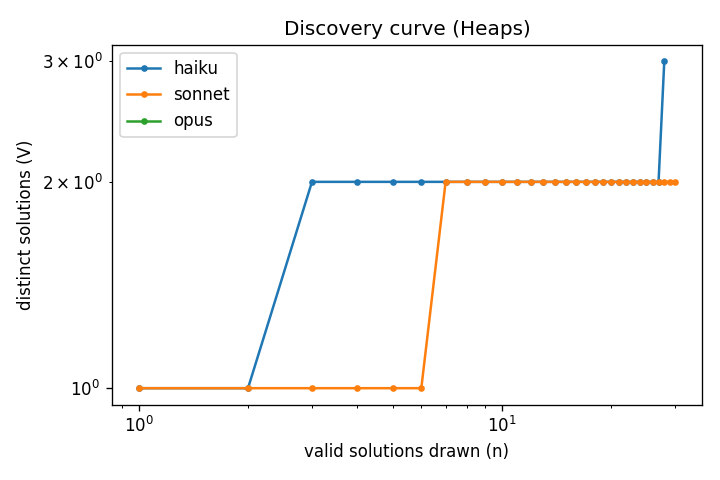 Discovery curve (Heaps)
haiku
sonnet
opus
3 × 10⁰
2 × 10⁰
10⁰
distinct solutions (V)
10⁰
10¹
valid solutions drawn (n)